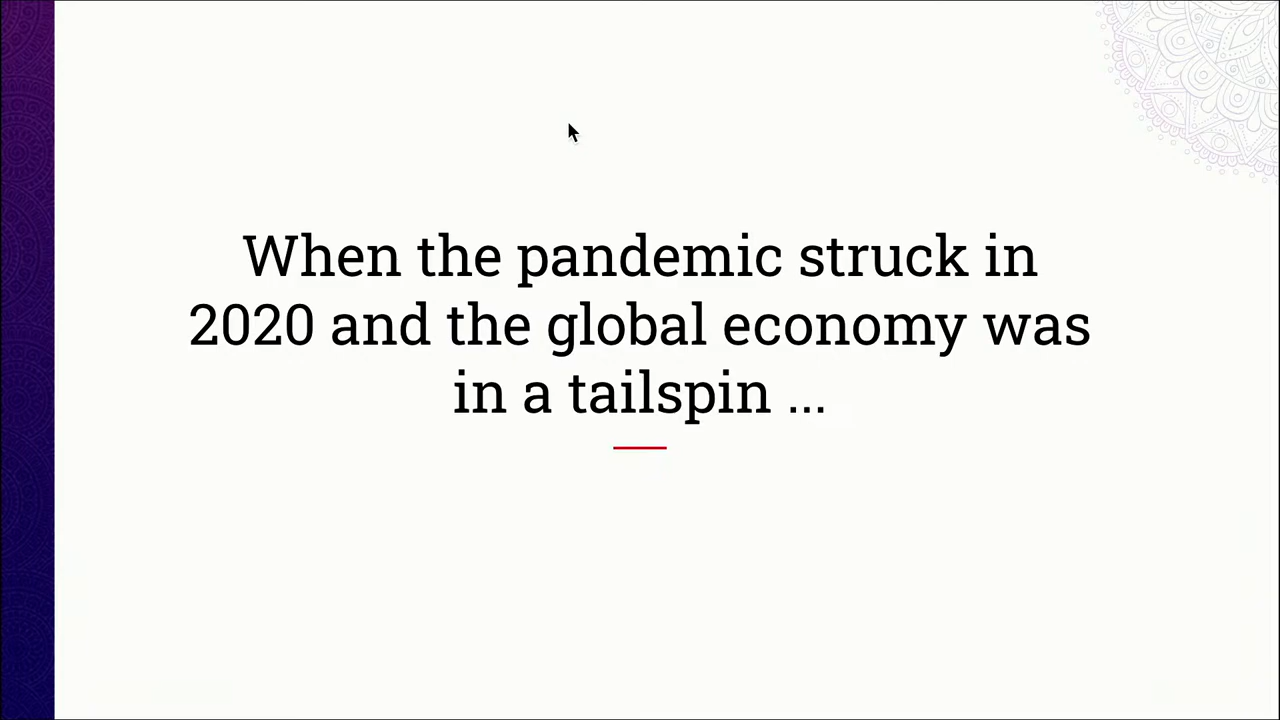 When the pandemic struck in
2020 and the global economy was
in a tailspin ...